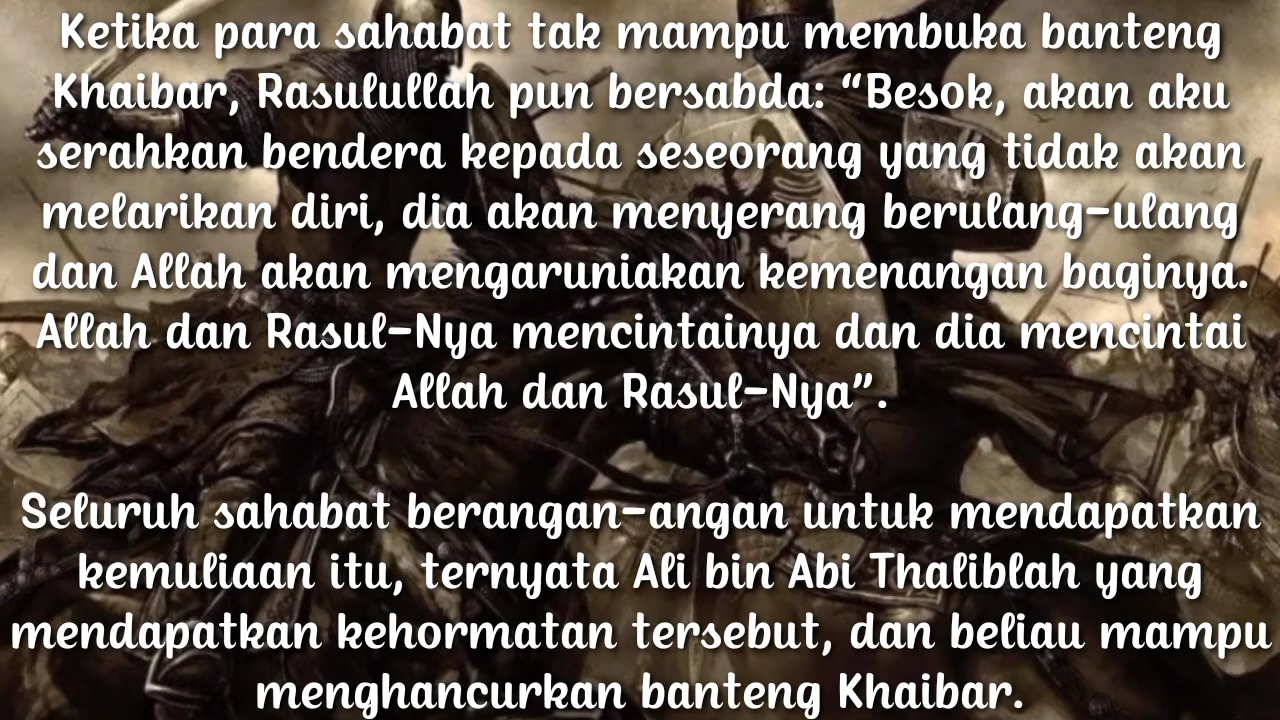 Ketika para sahabat tak mampu membuka banteng
Khaibar, Rasulullah pun bersabda: “Besok, akan aku
serahkan bendera kepada seseorang yang tidak akan
melarikan diri, dia akan menyerang berulang-ulang
dan Allah akan mengaruniakan kemenangan baginya.
Allah dan Rasul-Nya mencintainya dan dia mencintai
Allah dan Rasul-Nya”.
Seluruh sahabat berangan-angan untuk mendapatkan
kemuliaan itu, ternyata Ali bin Abi Thaliblah yang
mendapatkan kehormatan tersebut, dan beliau mampu
menghancurkan banteng Khaibar.